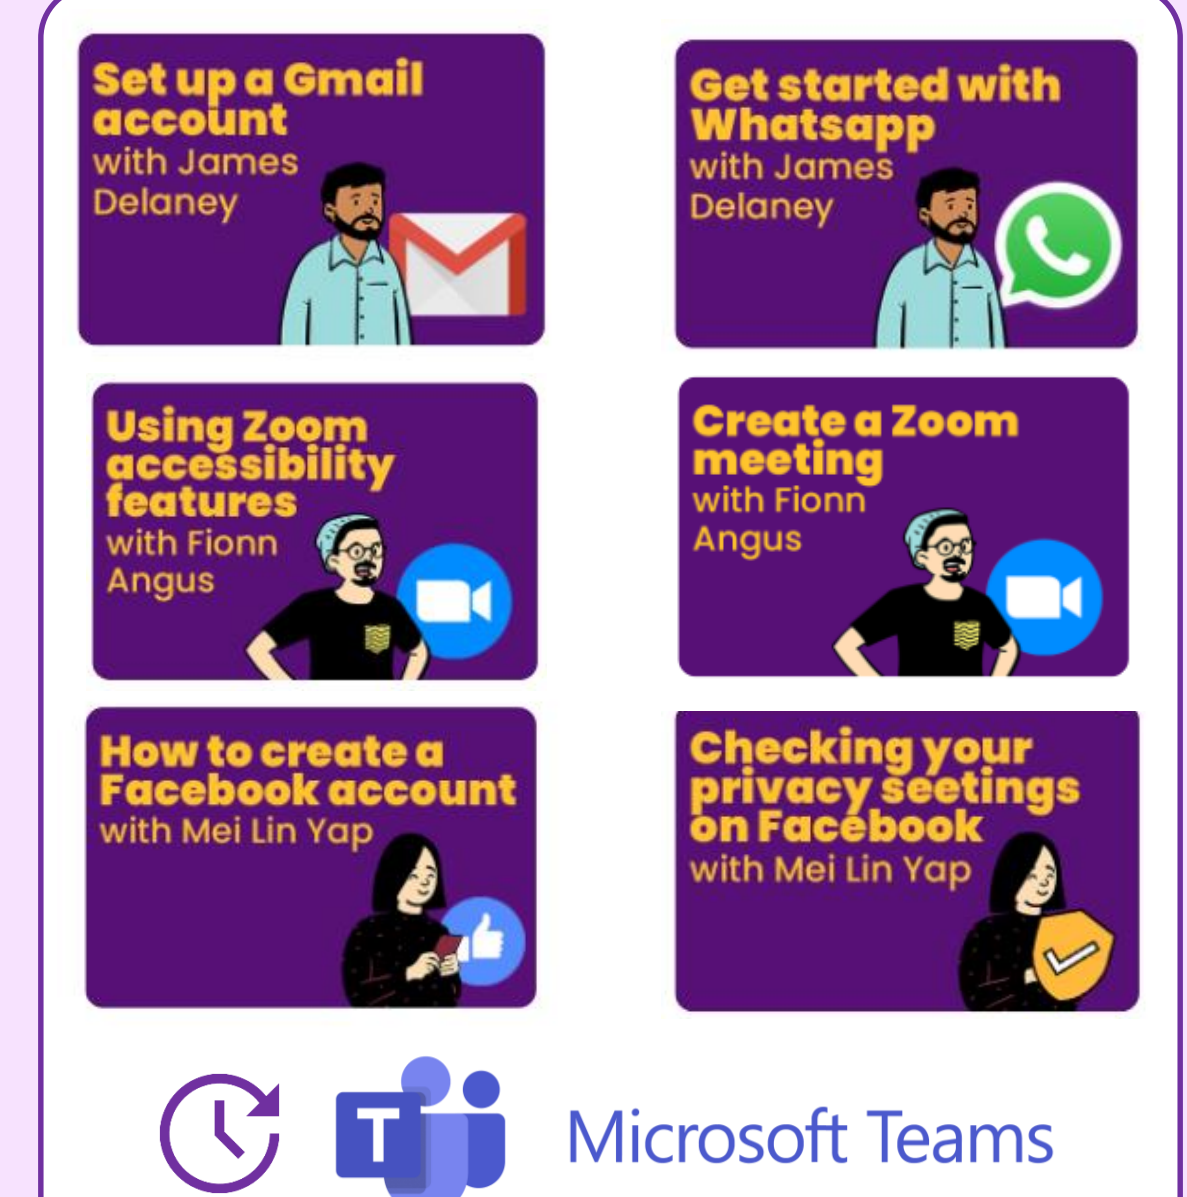 Set up a Gmail
account
with James
Delaney
Get started with
Whatsapp
with James
Delaney
Using Zoom
accessibility
features
with Fionn
Angus
Create a Zoom
meeting
with Fionn
Angus
How to create a
Facebook account
with Mei Lin Yap
Checking your
privacy seetings
on Facebook
with Mei Lin Yap
T
Microsoft Teams